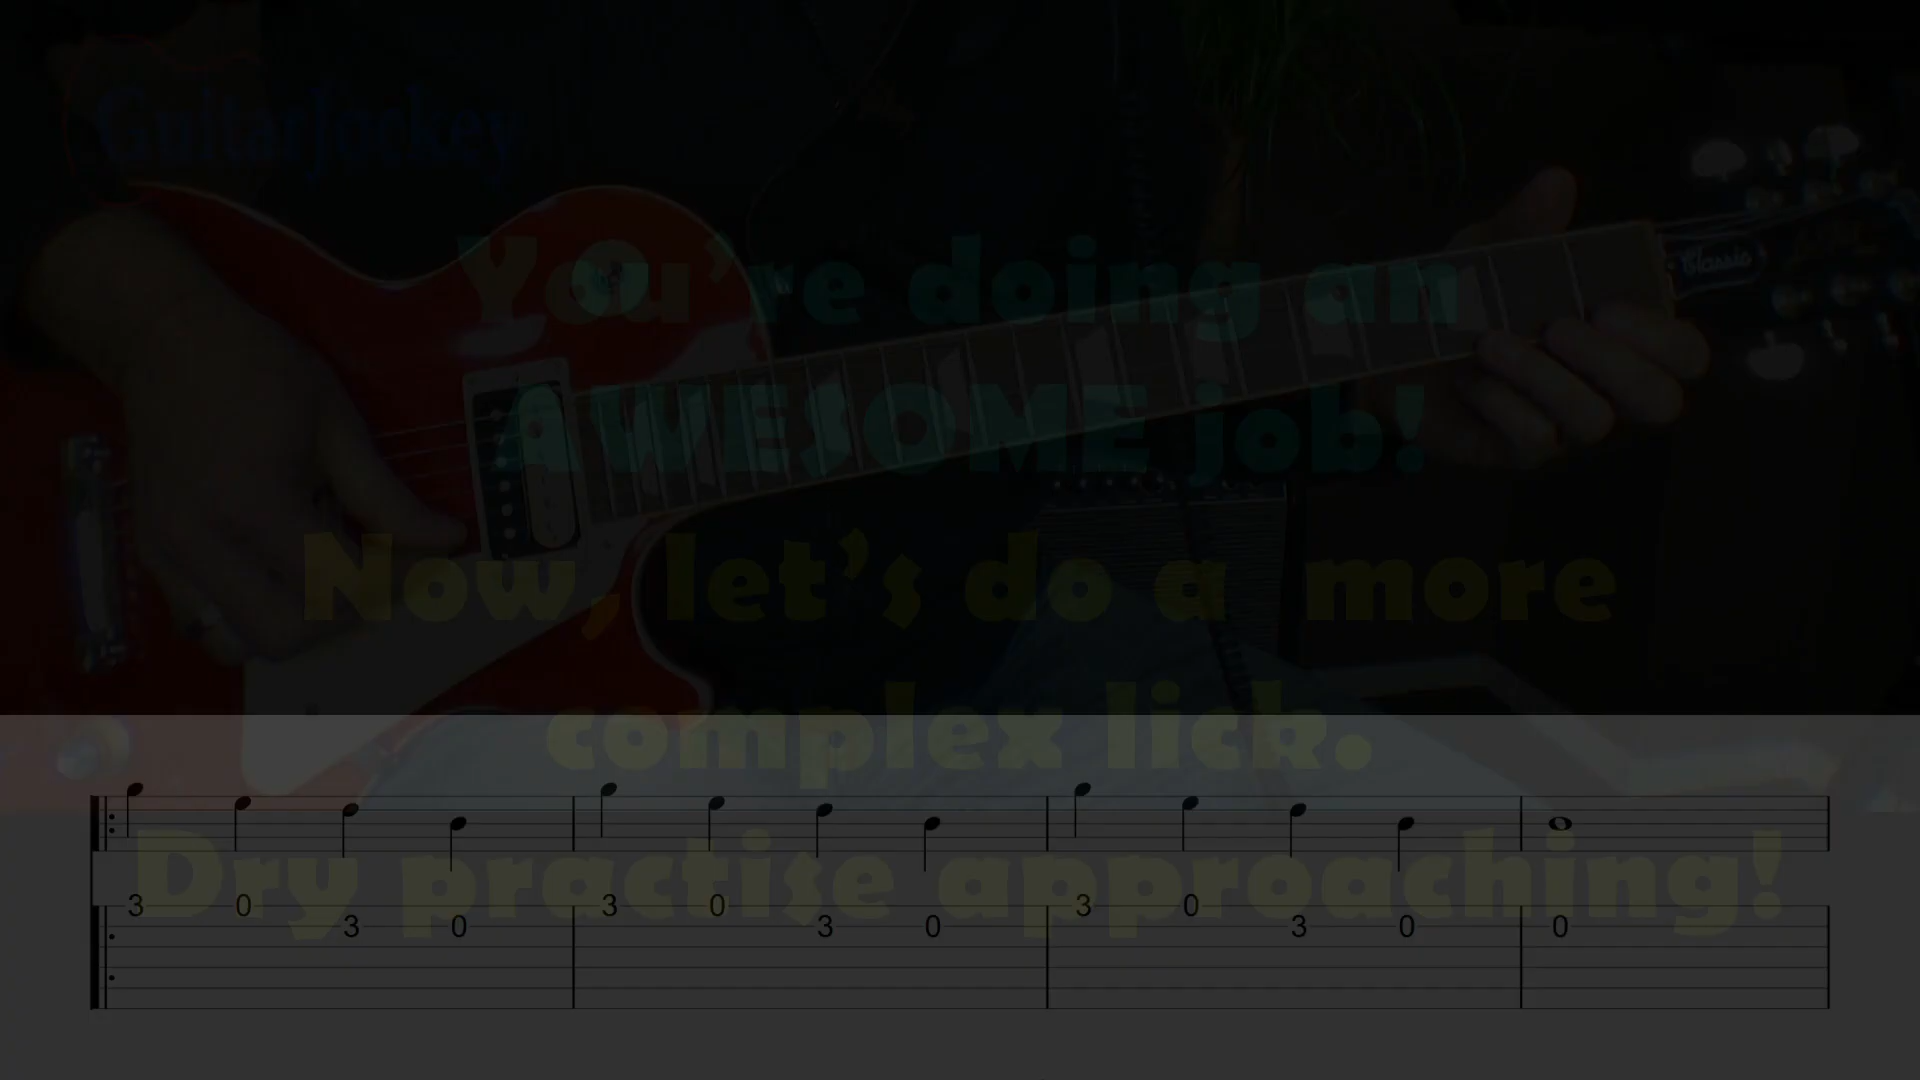 GuitarJockey
Classic
You're doing an
AWESOME job!
Now, let's do a more
complex lick.
Dry practise approaching!
3 0 3 0 3 0
3 0 3 0 3 0 0